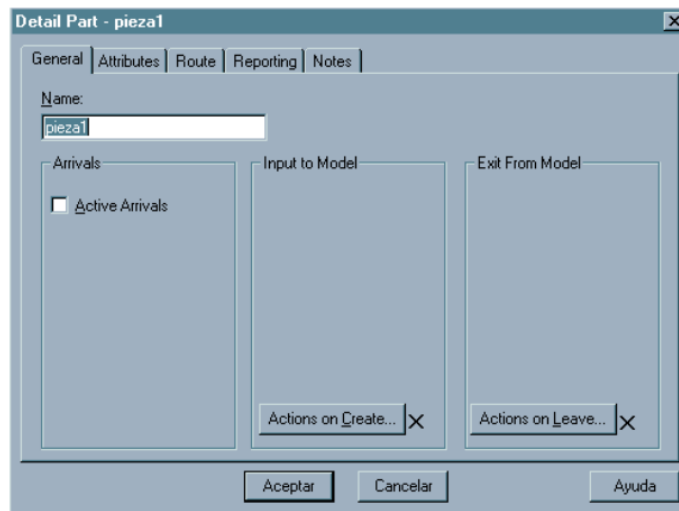 Detail Part - pieza1
General Attributes Route Reporting Notes
Name:
pieza1
Arrivals Input to Model Exit From Model
Active Arrivals
Actions on Create... Actions on Leave...
Aceptar Cancelar Ayuda